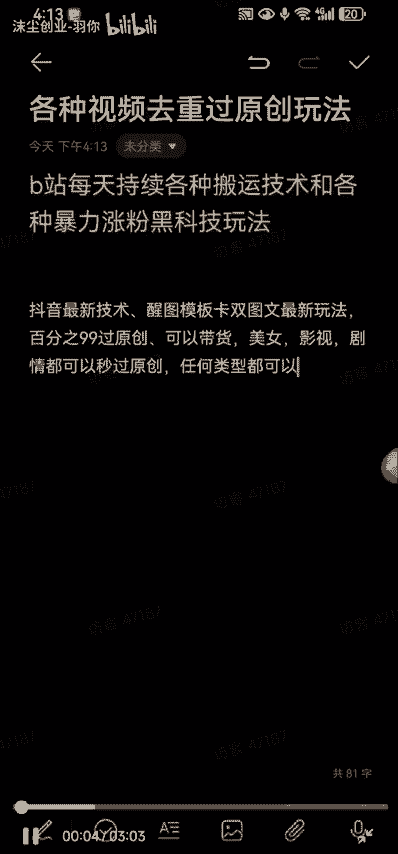 4:13
20
沫尘创业-羽你 bilibili
各种视频去重过原创玩法
今天 下午4:13 未分类
b站每天持续各种搬运技术和各
种暴力涨粉黑科技玩法
抖音最新技术、醒图模板卡双图文最新玩法，
百分之99过原创、可以带货，美女，影视，剧
情都可以秒过原创，任何类型都可以
共 81 字
00:04/03:03